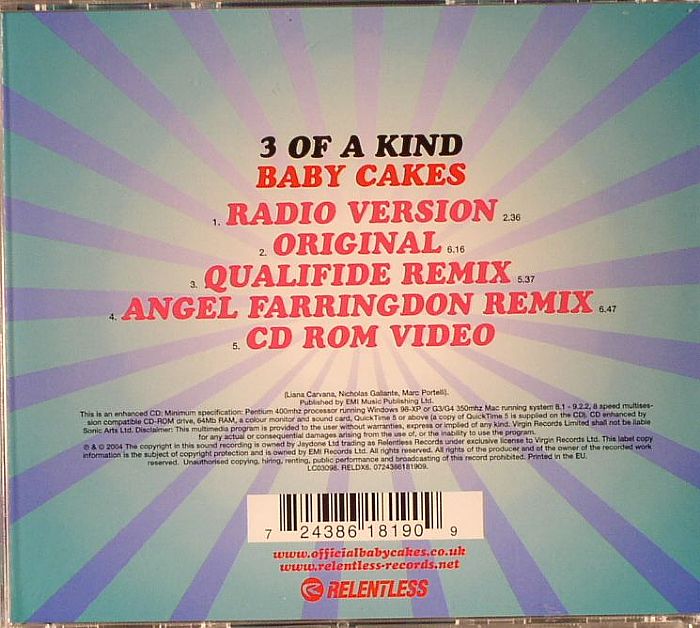 3 OF A KIND
BABY CAKES
1. RADIO VERSION 2.36
2. ORIGINAL 6.16
3. QUALIFIDE REMIX 5.37
4. ANGEL FARRINGDON REMIX 6.47
5. CD ROM VIDEO
(Liana Carvana, Nicholas Gallante, Marc Portelli).
Published by EMI Music Publishing Ltd.
This is an enhanced CD: Minimum specification: Pentium 400mhz processor running Windows 98-XP or G3/G4 350mhz Mac running system 8.1 - 9.2.2, 8 speed multises-
sion compatible CD-ROM drive, 64Mb RAM, a colour monitor and sound card, QuickTime 5 or above (a copy of QuickTime 5 is supplied on the CD). CD enhanced by
Sonic Arts Ltd. Disclaimer: This multimedia program is provided to the user without warranties, express or implied of any kind. Virgin Records Limited shall not be liable
for any actual or consequential damages arising from the use of, or the inability to use the program.
℗ & © 2004 The copyright in this sound recording is owned by Jaydone Ltd trading as Relentless Records under exclusive license to Virgin Records Ltd. This label copy
information is the subject of copyright protection and is owned by EMI Records Ltd. All rights reserved. All rights of the producer and of the owner of the recorded work
reserved. Unauthorised copying, hiring, renting, public performance and broadcasting of this record prohibited. Printed in the EU.
LC03098. RELDX6. 0724386181909.
7 24386 18190 9
www.officialbabycakes.co.uk
www.relentless-records.net
RELENTLESS